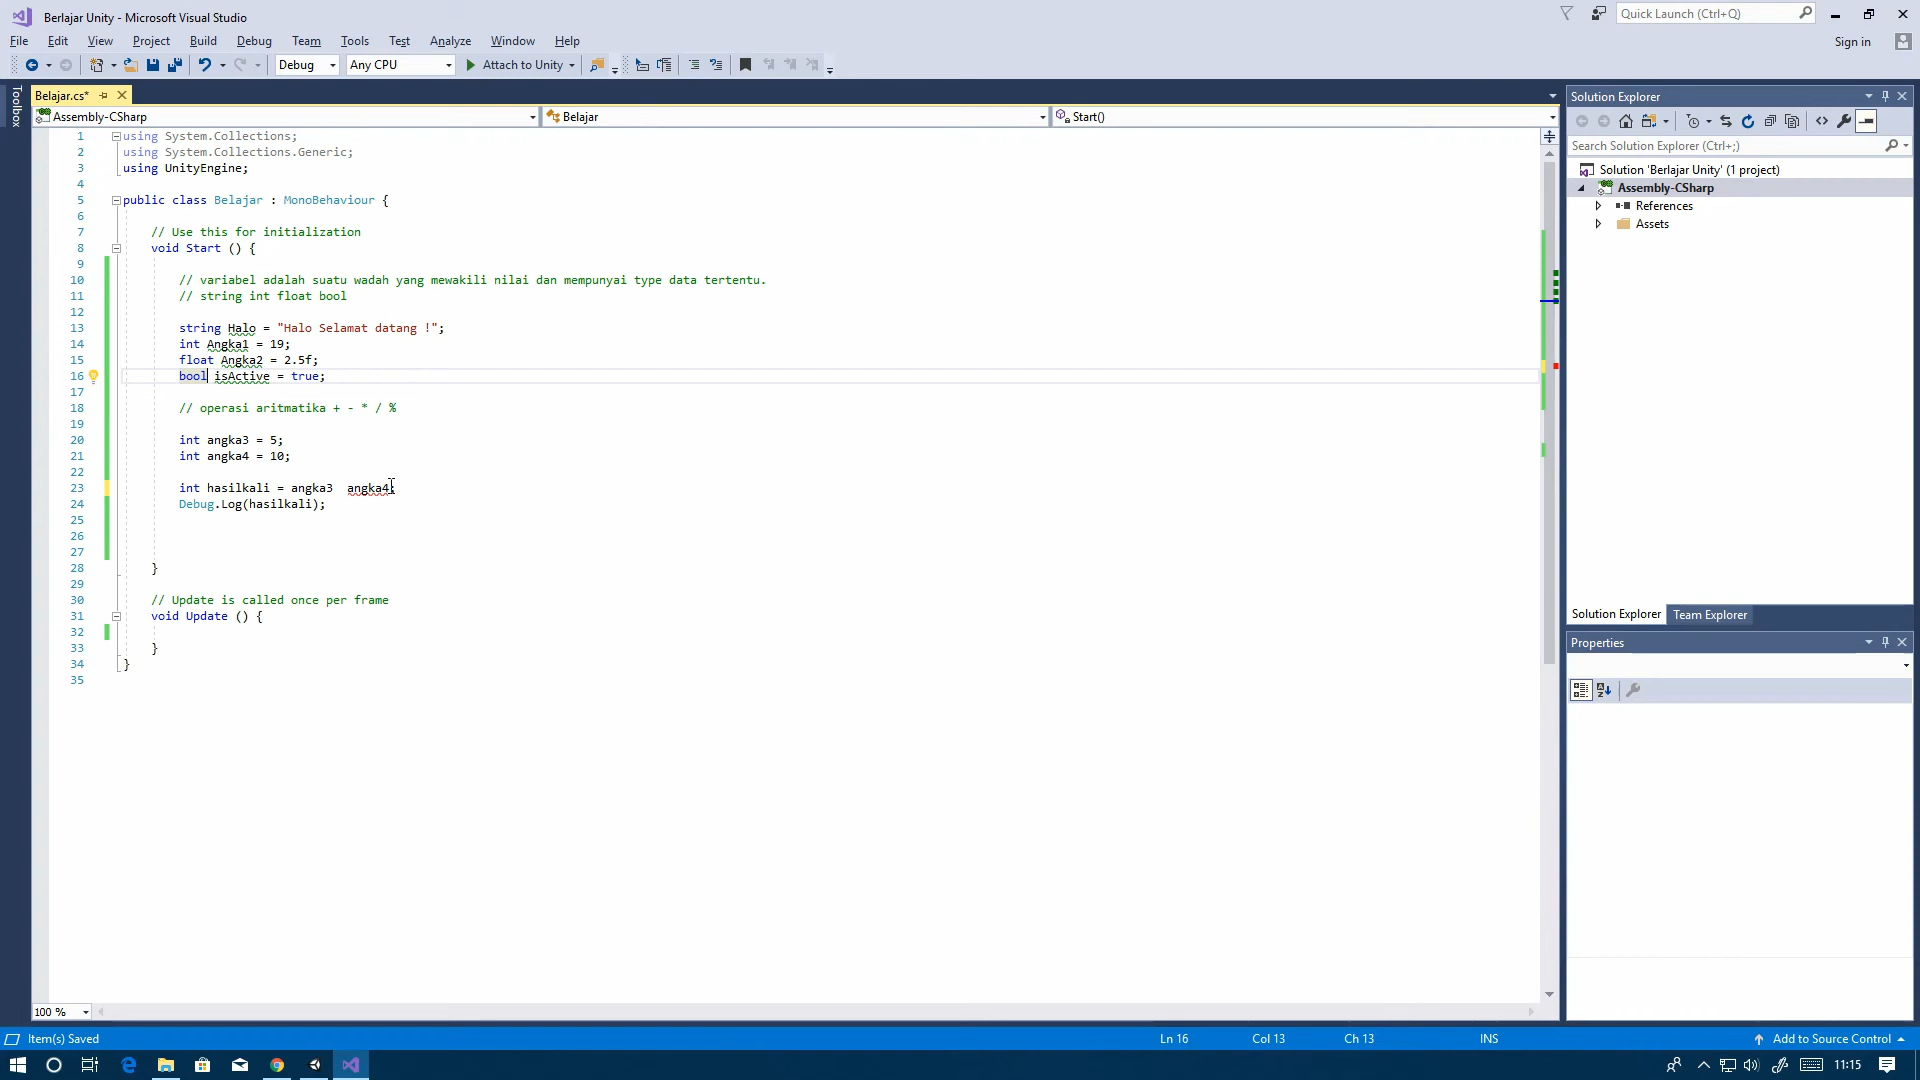 Berlajar Unity - Microsoft Visual Studio
Quick Launch (Ctrl+Q)
File Edit View Project Build Debug Team Tools Test Analyze Window Help
Sign in
Debug Any CPU Attach to Unity
Toolbox
Belajar.cs*
Assembly-CSharp Belajar Start()
1 using System.Collections;
2 using System.Collections.Generic;
3 using UnityEngine;
4
5 public class Belajar : MonoBehaviour {
6
7 // Use this for initialization
8 void Start () {
9
10 // variabel adalah suatu wadah yang mewakili nilai dan mempunyai type data tertentu.
11 // string int float bool
12
13 string Halo = "Halo Selamat datang !";
14 int Angka1 = 19;
15 float Angka2 = 2.5f;
16 bool isActive = true;
17
18 // operasi aritmatika + - * / %
19
20 int angka3 = 5;
21 int angka4 = 10;
22
23 int hasilkali = angka3 angka4;
24 Debug.Log(hasilkali);
25
26
27
28 }
29
30 // Update is called once per frame
31 void Update () {
32
33 }
34 }
35
100 %
Solution Explorer
Search Solution Explorer (Ctrl+;)
Solution 'Berlajar Unity' (1 project)
Assembly-CSharp
References
Assets
Solution Explorer Team Explorer
Properties
Item(s) Saved Ln 16 Col 13 Ch 13 INS Add to Source Control
11:15